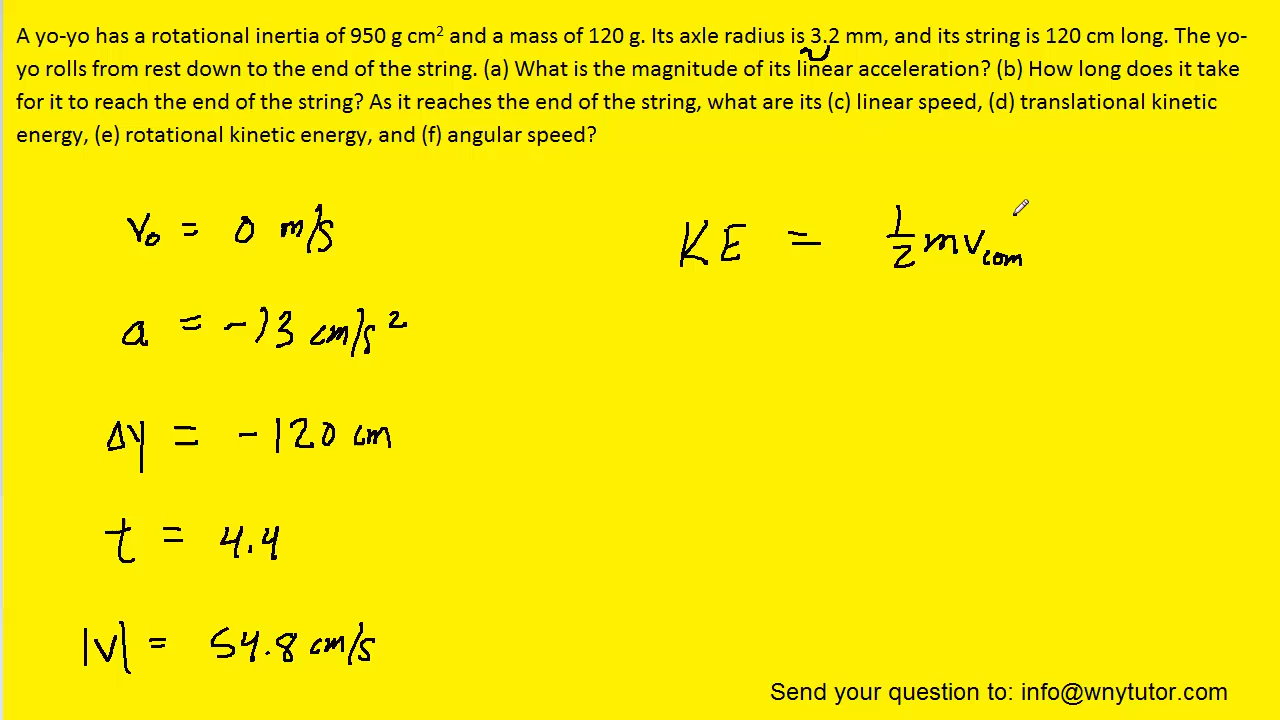 A yo-yo has a rotational inertia of 950 g cm² and a mass of 120 g. Its axle radius is 3.2 mm, and its string is 120 cm long. The yo-
yo rolls from rest down to the end of the string. (a) What is the magnitude of its linear acceleration? (b) How long does it take
for it to reach the end of the string? As it reaches the end of the string, what are its (c) linear speed, (d) translational kinetic
energy, (e) rotational kinetic energy, and (f) angular speed?
v₀ = 0 m/s
KE = 1/2 mv_com
a = -13 cm/s²
Δy = -120 cm
t = 4.4
|v| = 54.8 cm/s
Send your question to: info@wnytutor.com